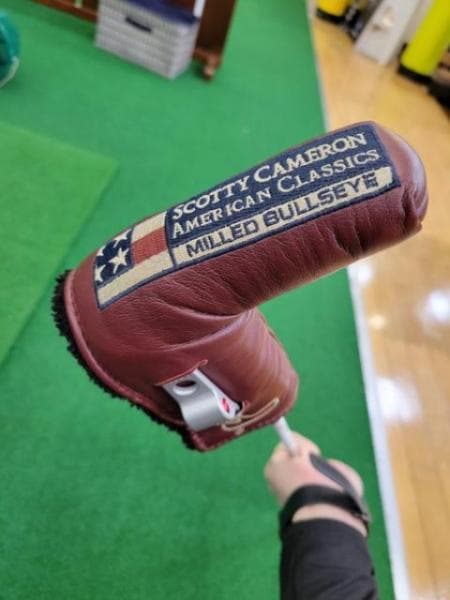 SCOTTY CAMERON
AMERICAN CLASSICS
MILLED BULLSEYE